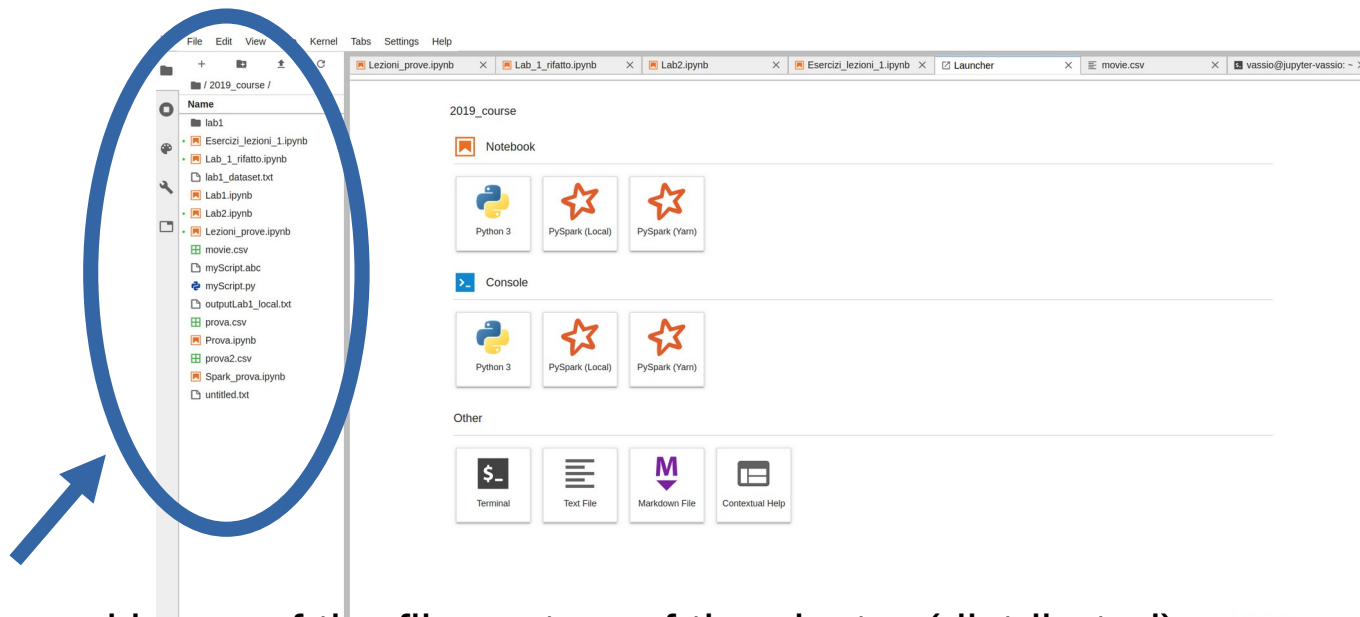 File Edit View Kernel Tabs Settings Help
Lezioni_prove.ipynb Lab_1_rifatto.ipynb Lab2.ipynb Esercizi_lezioni_1.ipynb Launcher movie.csv vassio@jupyter-vassio: ~
/ 2019_course /
Name
lab1
Esercizi_lezioni_1.ipynb
Lab_1_rifatto.ipynb
lab1_dataset.txt
Lab1.ipynb
Lab2.ipynb
Lezioni_prove.ipynb
movie.csv
myScript.abc
myScript.py
outputLab1_local.txt
prova.csv
Prova.ipynb
prova2.csv
Spark_prova.ipynb
untitled.txt
2019_course
Notebook
Python 3 PySpark (Local) PySpark (Yarn)
Console
Python 3 PySpark (Local) PySpark (Yarn)
Other
$_ M
Terminal Text File Markdown File Contextual Help